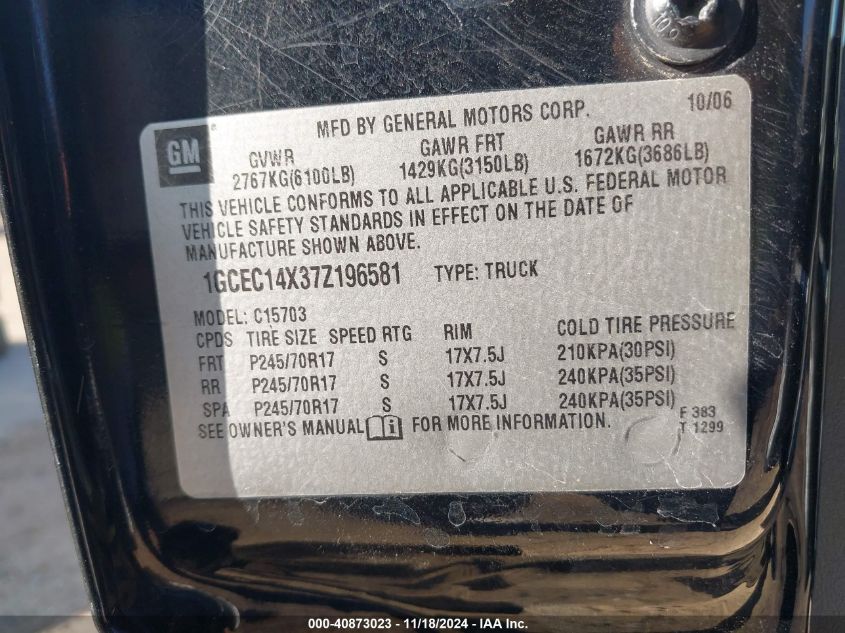 109
10/06
MFD BY GENERAL MOTORS CORP.
GM
GVWR GAWR FRT GAWR RR
2767KG(6100LB) 1429KG(3150LB) 1672KG(3686LB)
THIS VEHICLE CONFORMS TO ALL APPLICABLE U.S. FEDERAL MOTOR
VEHICLE SAFETY STANDARDS IN EFFECT ON THE DATE OF
MANUFACTURE SHOWN ABOVE.
1GCEC14X37Z196581 TYPE: TRUCK
MODEL: C15703
CPDS TIRE SIZE SPEED RTG RIM COLD TIRE PRESSURE
FRT P245/70R17 S 17X7.5J 210KPA(30PSI)
RR P245/70R17 S 17X7.5J 240KPA(35PSI)
SPA P245/70R17 S 17X7.5J 240KPA(35PSI)
SEE OWNER'S MANUAL i FOR MORE INFORMATION.
F 383
T 1299
000-40873023 - 11/18/2024 - IAA Inc.